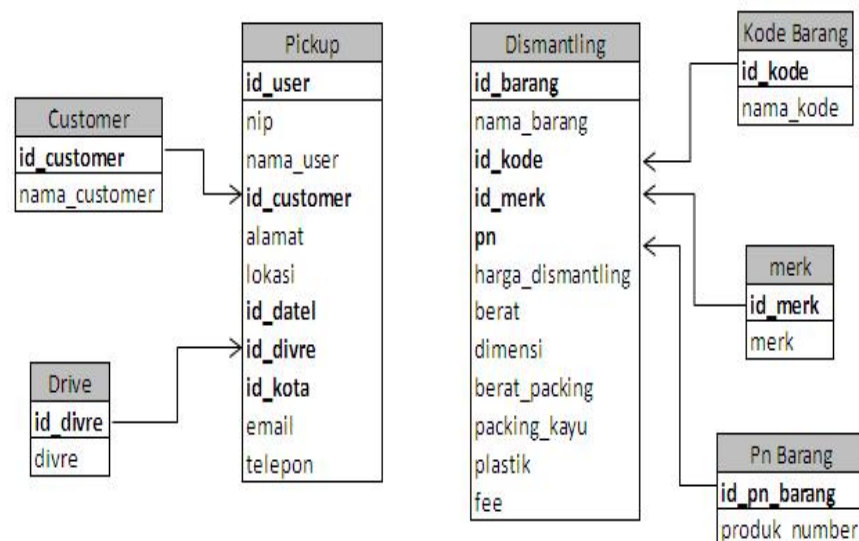 Customer
id_customer
nama_customer
Drive
id_divre
divre
Pickup
id_user
nip
nama_user
id_customer
alamat
lokasi
id_datel
id_divre
id_kota
email
telepon
Dismantling
id_barang
nama_barang
id_kode
id_merk
pn
harga_dismantling
berat
dimensi
berat_packing
packing_kayu
plastik
fee
Kode Barang
id_kode
nama_kode
merk
id_merk
merk
Pn Barang
id_pn_barang
produk_number